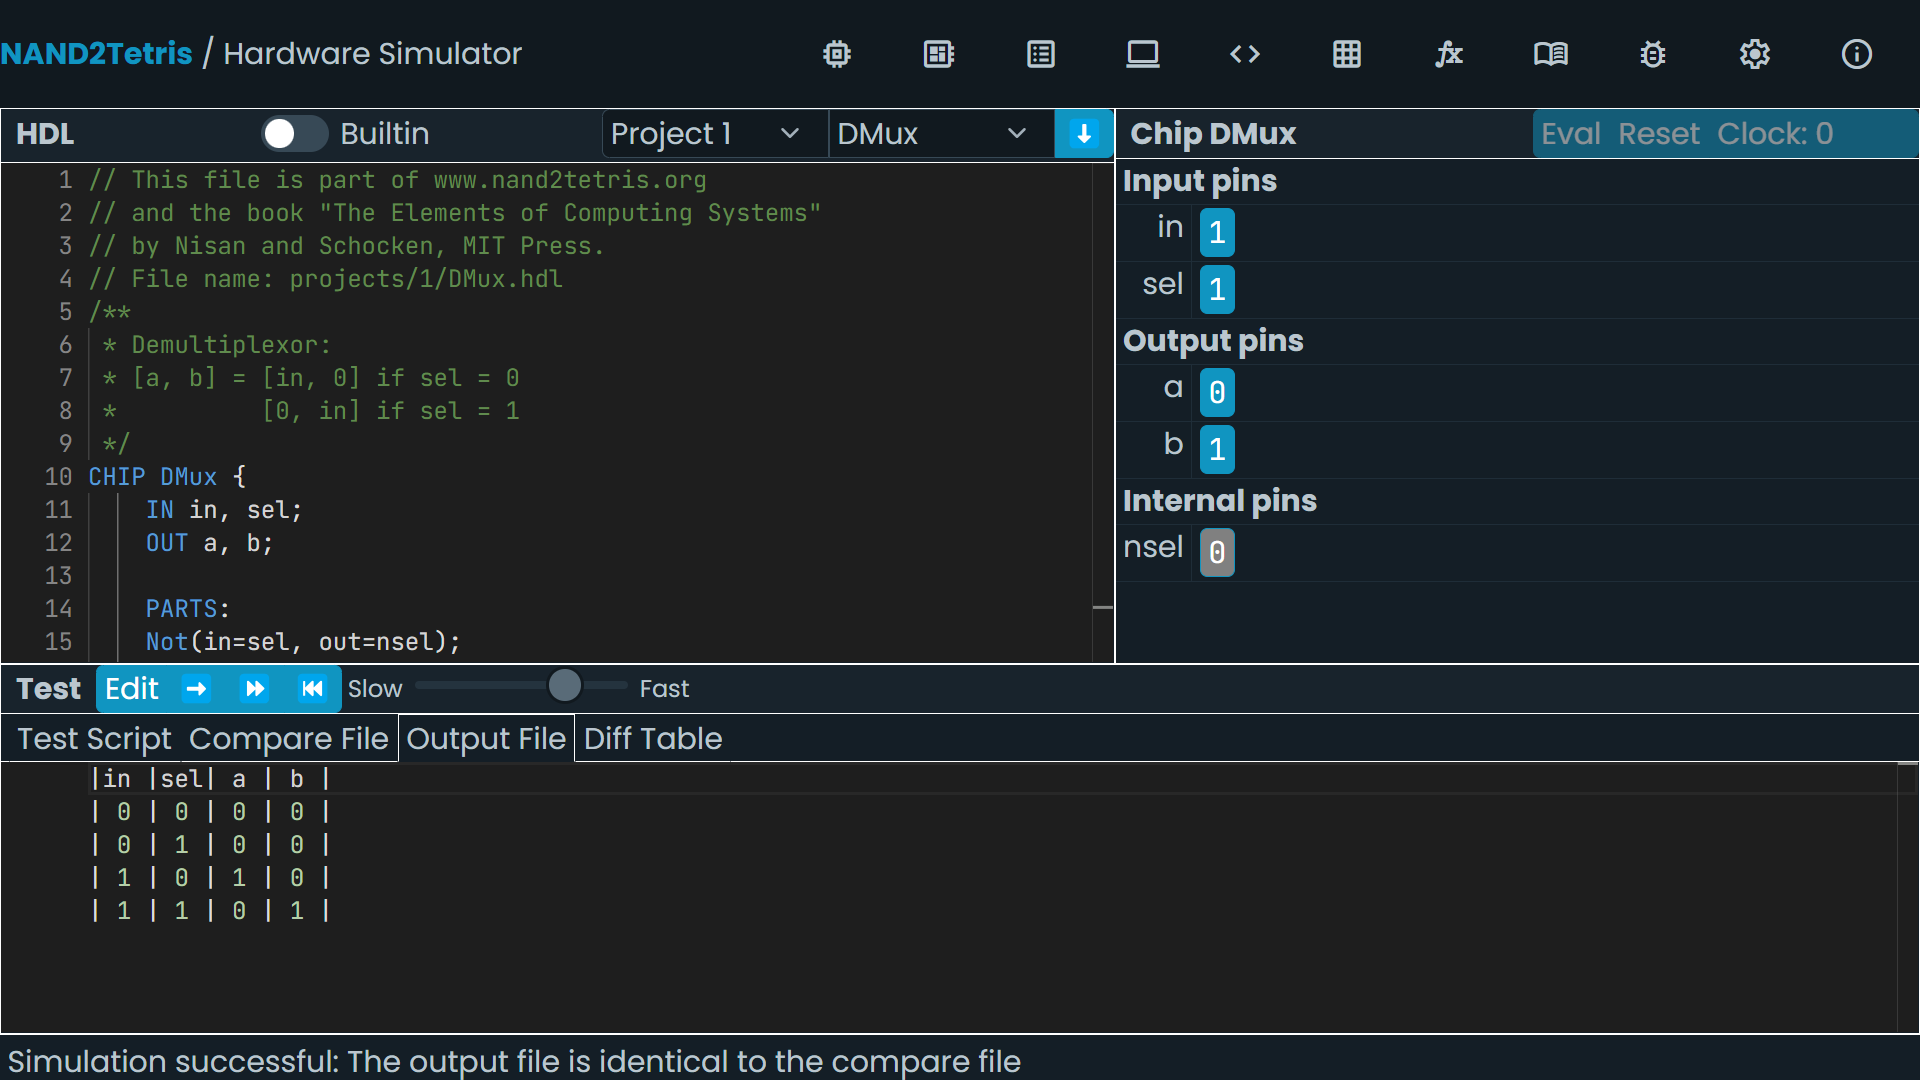 NAND2Tetris / Hardware Simulator
HDL Builtin Project 1 DMux
1 // This file is part of www.nand2tetris.org
2 // and the book "The Elements of Computing Systems"
3 // by Nisan and Schocken, MIT Press.
4 // File name: projects/1/DMux.hdl
5 /**
6 * Demultiplexor:
7 * [a, b] = [in, 0] if sel = 0
8 * [0, in] if sel = 1
9 */
10 CHIP DMux {
11 IN in, sel;
12 OUT a, b;
13
14 PARTS:
15 Not(in=sel, out=nsel);
Chip DMux Eval Reset Clock: 0
Input pins
in 1
sel 1
Output pins
a 0
b 1
Internal pins
nsel 0
Test Edit Slow Fast
Test Script Compare File Output File Diff Table
|in |sel| a | b |
| 0 | 0 | 0 | 0 |
| 0 | 1 | 0 | 0 |
| 1 | 0 | 1 | 0 |
| 1 | 1 | 0 | 1 |
Simulation successful: The output file is identical to the compare file